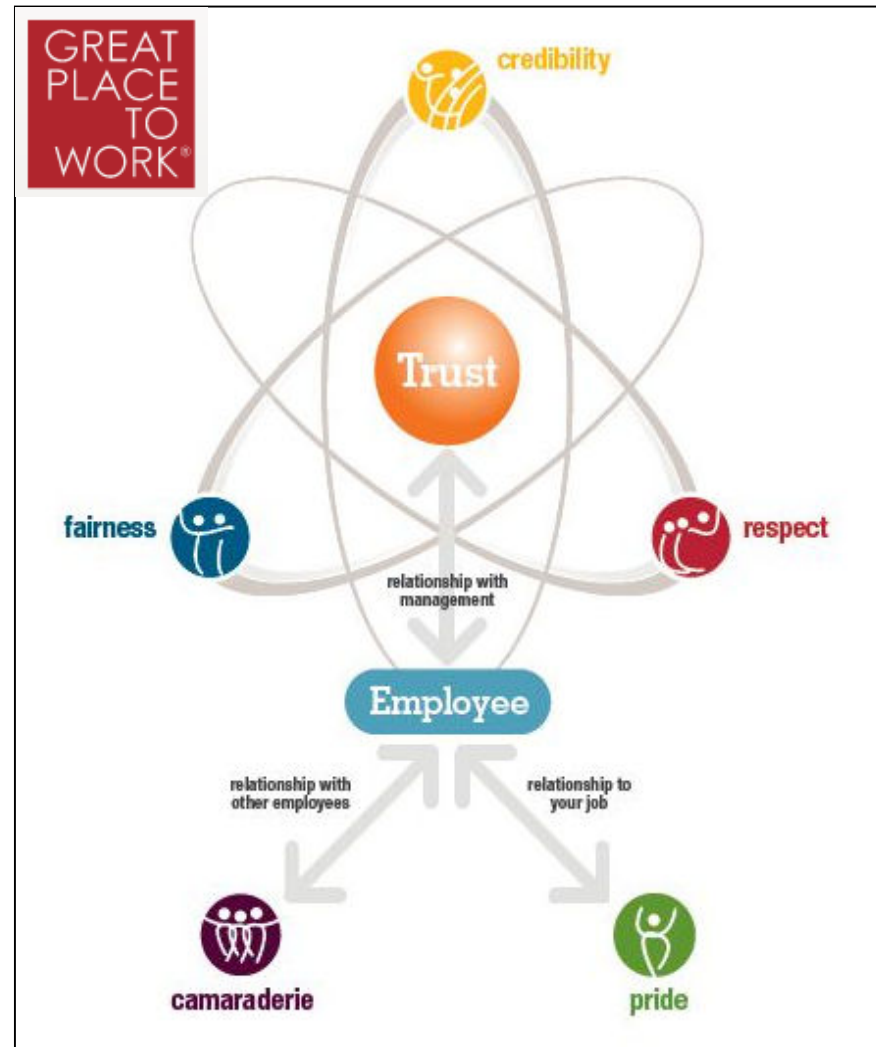 GREAT
PLACE
TO
WORK®
credibility
Trust
fairness
respect
relationship with
management
Employee
relationship with
other employees
relationship to
your job
camaraderie
pride